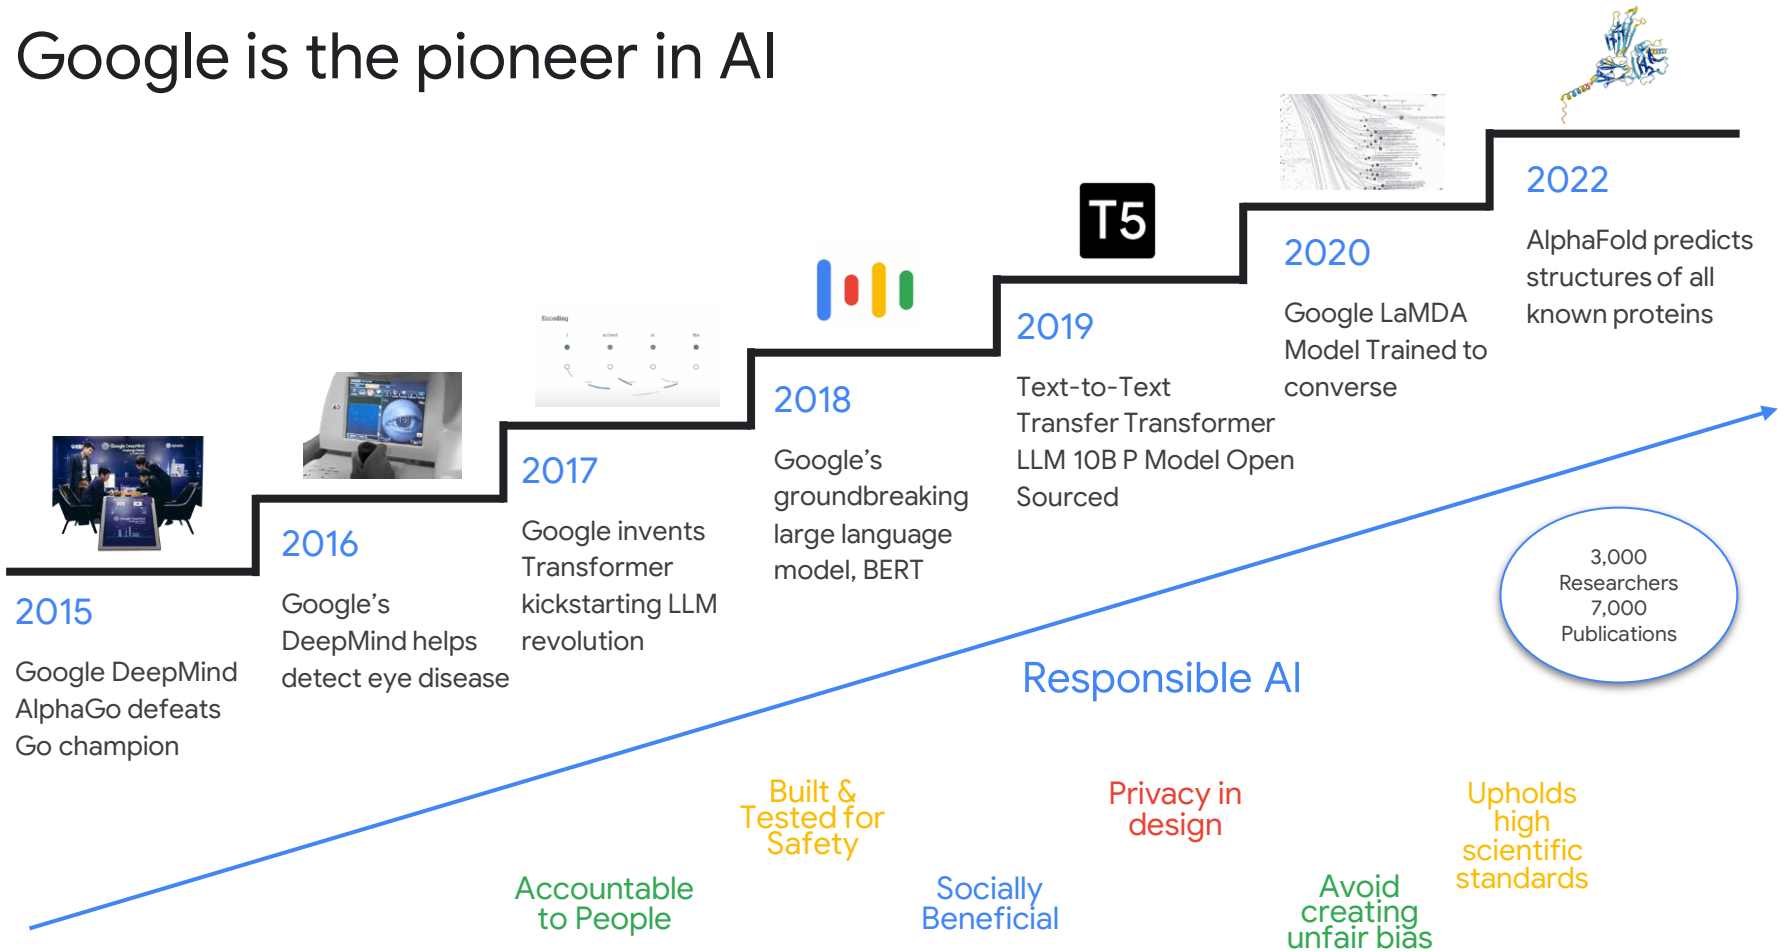 Google is the pioneer in AI
2015
Google DeepMind
AlphaGo defeats
Go champion
2016
Google's
DeepMind helps
detect eye disease
Encoding
2017
Google invents
Transformer
kickstarting LLM
revolution
2018
Google's
groundbreaking
large language
model, BERT
T5
2019
Text-to-Text
Transfer Transformer
LLM 10B P Model Open
Sourced
2020
Google LaMDA
Model Trained to
converse
2022
AlphaFold predicts
structures of all
known proteins
3,000
Researchers
7,000
Publications
Responsible AI
Accountable
to People
Built &
Tested for
Safety
Socially
Beneficial
Privacy in
design
Avoid
creating
unfair bias
Upholds
high
scientific
standards